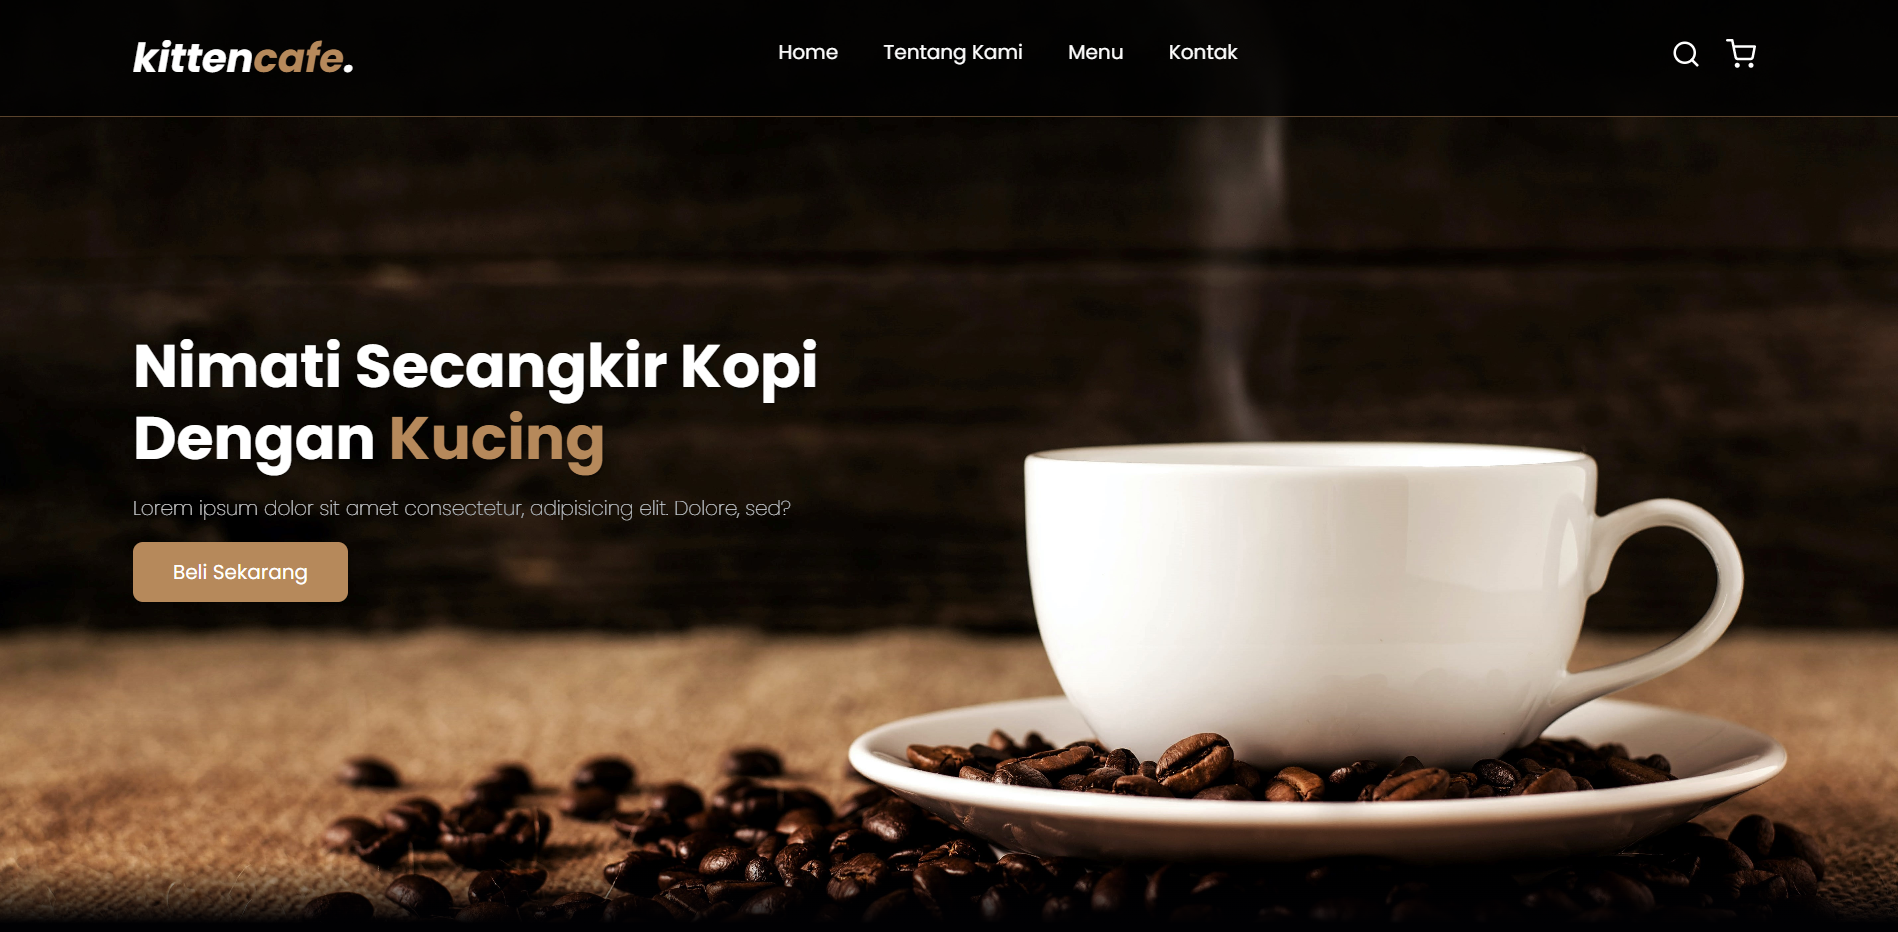 kittencafe.
Home Tentang Kami Menu Kontak
Nimati Secangkir Kopi
Dengan Kucing
Lorem ipsum dolor sit amet consectetur, adipisicing elit. Dolore, sed?
Beli Sekarang